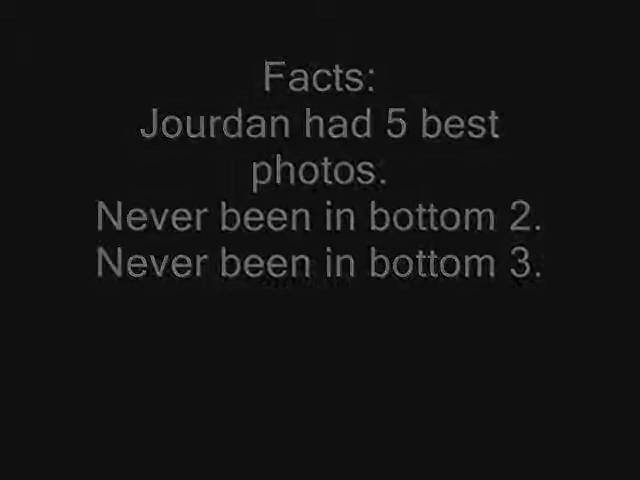 Facts:
Jourdan had 5 best
photos.
Never been in bottom 2.
Never been in bottom 3.